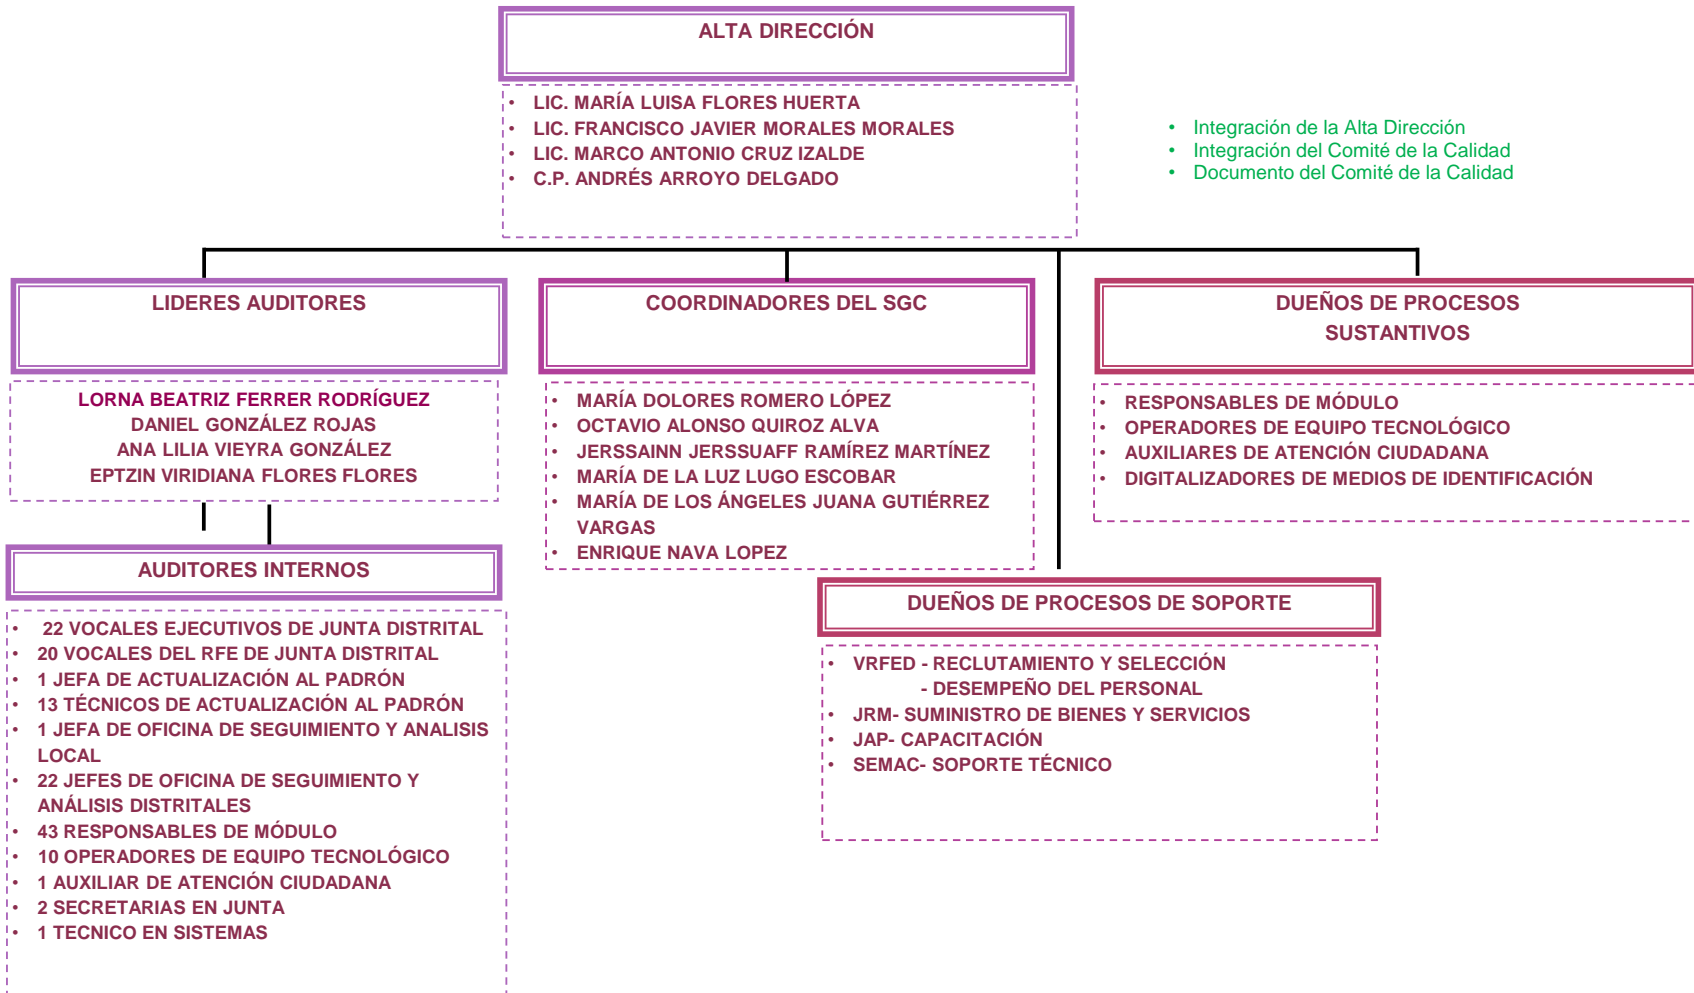 ALTA DIRECCIÓN
• LIC. MARÍA LUISA FLORES HUERTA
• LIC. FRANCISCO JAVIER MORALES MORALES
• LIC. MARCO ANTONIO CRUZ IZALDE
• C.P. ANDRÉS ARROYO DELGADO
• Integración de la Alta Dirección
• Integración del Comité de la Calidad
• Documento del Comité de la Calidad
LIDERES AUDITORES
LORNA BEATRIZ FERRER RODRÍGUEZ
DANIEL GONZÁLEZ ROJAS
ANA LILIA VIEYRA GONZÁLEZ
EPTZIN VIRIDIANA FLORES FLORES
COORDINADORES DEL SGC
• MARÍA DOLORES ROMERO LÓPEZ
• OCTAVIO ALONSO QUIROZ ALVA
• JERSSAINN JERSSUAFF RAMÍREZ MARTÍNEZ
• MARÍA DE LA LUZ LUGO ESCOBAR
• MARÍA DE LOS ÁNGELES JUANA GUTIÉRREZ
VARGAS
• ENRIQUE NAVA LOPEZ
DUEÑOS DE PROCESOS
SUSTANTIVOS
• RESPONSABLES DE MÓDULO
• OPERADORES DE EQUIPO TECNOLÓGICO
• AUXILIARES DE ATENCIÓN CIUDADANA
• DIGITALIZADORES DE MEDIOS DE IDENTIFICACIÓN
AUDITORES INTERNOS
• 22 VOCALES EJECUTIVOS DE JUNTA DISTRITAL
• 20 VOCALES DEL RFE DE JUNTA DISTRITAL
• 1 JEFA DE ACTUALIZACIÓN AL PADRÓN
• 13 TÉCNICOS DE ACTUALIZACIÓN AL PADRÓN
• 1 JEFA DE OFICINA DE SEGUIMIENTO Y ANALISIS
LOCAL
• 22 JEFES DE OFICINA DE SEGUIMIENTO Y
ANÁLISIS DISTRITALES
• 43 RESPONSABLES DE MÓDULO
• 10 OPERADORES DE EQUIPO TECNOLÓGICO
• 1 AUXILIAR DE ATENCIÓN CIUDADANA
• 2 SECRETARIAS EN JUNTA
• 1 TECNICO EN SISTEMAS
DUEÑOS DE PROCESOS DE SOPORTE
• VRFED - RECLUTAMIENTO Y SELECCIÓN
- DESEMPEÑO DEL PERSONAL
• JRM- SUMINISTRO DE BIENES Y SERVICIOS
• JAP- CAPACITACIÓN
• SEMAC- SOPORTE TÉCNICO